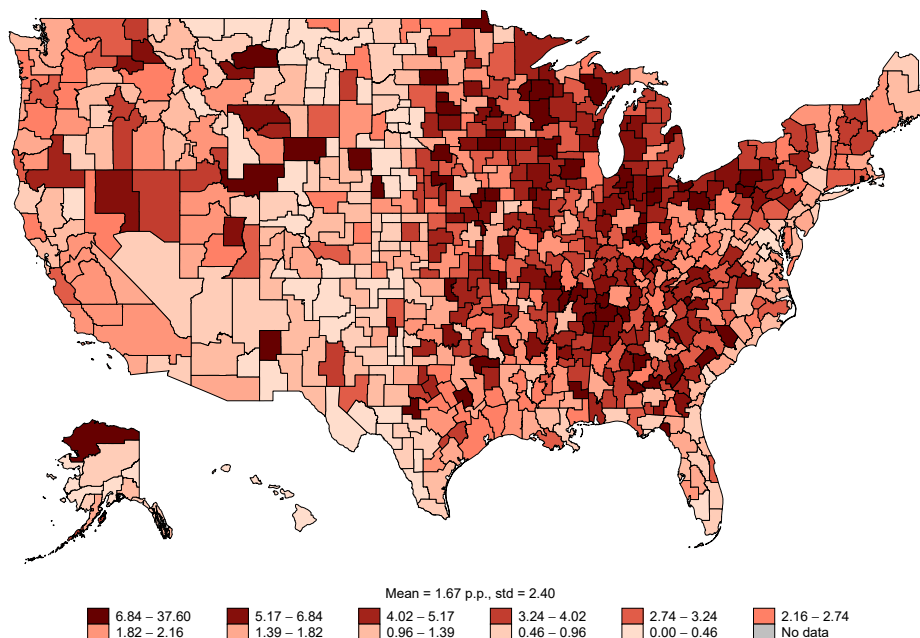 Mean = 1.67 p.p., std = 2.40
6.84 – 37.60 5.17 – 6.84 4.02 – 5.17 3.24 – 4.02 2.74 – 3.24 2.16 – 2.74
1.82 – 2.16 1.39 – 1.82 0.96 – 1.39 0.46 – 0.96 0.00 – 0.46 No data